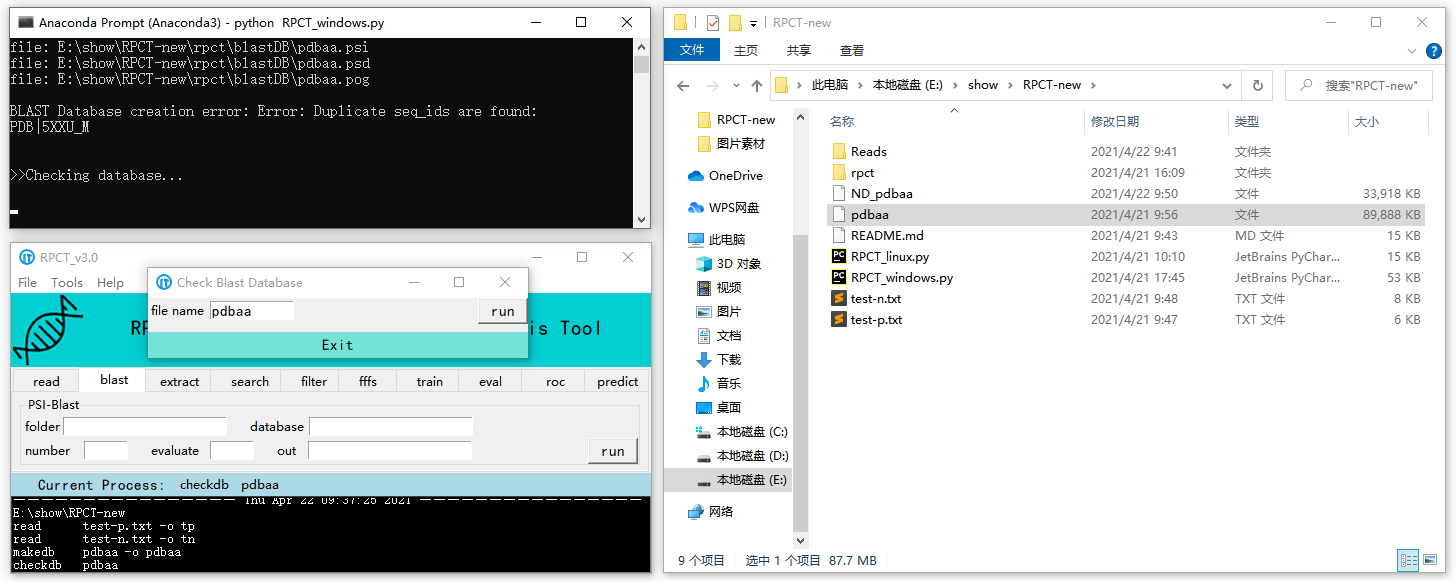 Anaconda Prompt (Anaconda3) - python RPCT_windows.py
file: E:\show\RPCT-new\rpct\blastDB\pdbaa.psi
file: E:\show\RPCT-new\rpct\blastDB\pdbaa.psd
file: E:\show\RPCT-new\rpct\blastDB\pdbaa.pog
BLAST Database creation error: Error: Duplicate seq_ids are found:
PDB|5XXU_M
>>Checking database...
RPCT_v3.0
File Tools Help
is Tool
Check Blast Database
file name pdbaa run
Exit
read blast extract search filter fffs train eval roc predict
PSI-Blast
folder database
number evaluate out run
Current Process: checkdb pdbaa
Thu Apr 22 09:37:25 2021
E:\show\RPCT-new
read test-p.txt -o tp
read test-n.txt -o tn
makedb pdbaa -o pdbaa
checkdb pdbaa
RPCT-new
文件 主页 共享 查看
此电脑 本地磁盘 (E:) show RPCT-new 搜索"RPCT-new"
RPCT-new
图片素材
OneDrive
WPS网盘
此电脑
3D 对象
视频
图片
文档
下载
音乐
桌面
本地磁盘 (C:)
本地磁盘 (D:)
本地磁盘 (E:)
网络
名称 修改日期 类型 大小
Reads 2021/4/22 9:41 文件夹
rpct 2021/4/21 16:09 文件夹
ND_pdbaa 2021/4/22 9:50 文件 33,918 KB
pdbaa 2021/4/21 9:56 文件 89,888 KB
README.md 2021/4/21 9:43 MD 文件 15 KB
RPCT_linux.py 2021/4/21 10:10 JetBrains PyChar... 15 KB
RPCT_windows.py 2021/4/21 17:45 JetBrains PyChar... 53 KB
test-n.txt 2021/4/21 9:48 TXT 文件 8 KB
test-p.txt 2021/4/21 9:47 TXT 文件 6 KB
9 个项目 选中 1 个项目 87.7 MB